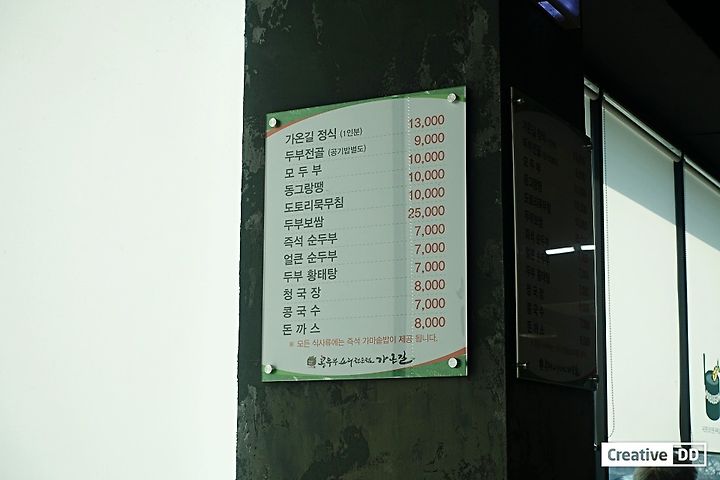 가온길 정식 (1인분) 13,000
두부전골 (공기밥별도) 9,000
모 두 부 10,000
동그랑땡 10,000
도토리묵무침 10,000
두부보쌈 25,000
즉석 순두부 7,000
얼큰 순두부 7,000
두부 황태탕 7,000
청 국 장 8,000
콩 국 수 7,000
돈 까 스 8,000
※ 모든 식사류에는 즉석 가마솥밥이 제공 됩니다.
가온길
Creative DD